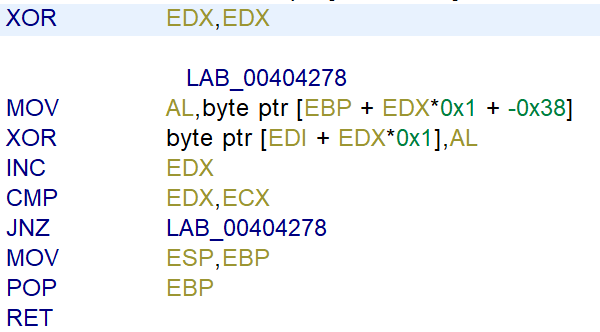 XOR EDX,EDX
LAB_00404278
MOV AL,byte ptr [EBP + EDX*0x1 + -0x38]
XOR byte ptr [EDI + EDX*0x1],AL
INC EDX
CMP EDX,ECX
JNZ LAB_00404278
MOV ESP,EBP
POP EBP
RET